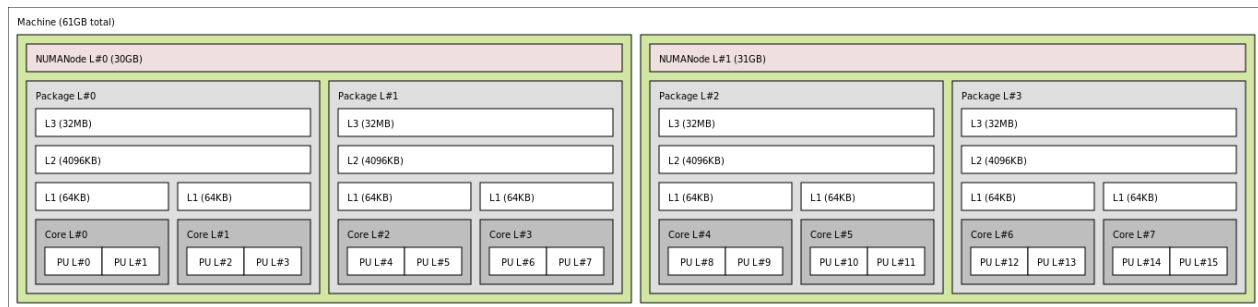 Machine (61GB total)
NUMANode L#0 (30GB)
NUMANode L#1 (31GB)
Package L#0
Package L#1
Package L#2
Package L#3
L3 (32MB)
L3 (32MB)
L3 (32MB)
L3 (32MB)
L2 (4096KB)
L2 (4096KB)
L2 (4096KB)
L2 (4096KB)
L1 (64KB)
L1 (64KB)
L1 (64KB)
L1 (64KB)
L1 (64KB)
L1 (64KB)
L1 (64KB)
L1 (64KB)
Core L#0
Core L#1
Core L#2
Core L#3
Core L#4
Core L#5
Core L#6
Core L#7
PU L#0
PU L#1
PU L#2
PU L#3
PU L#4
PU L#5
PU L#6
PU L#7
PU L#8
PU L#9
PU L#10
PU L#11
PU L#12
PU L#13
PU L#14
PU L#15